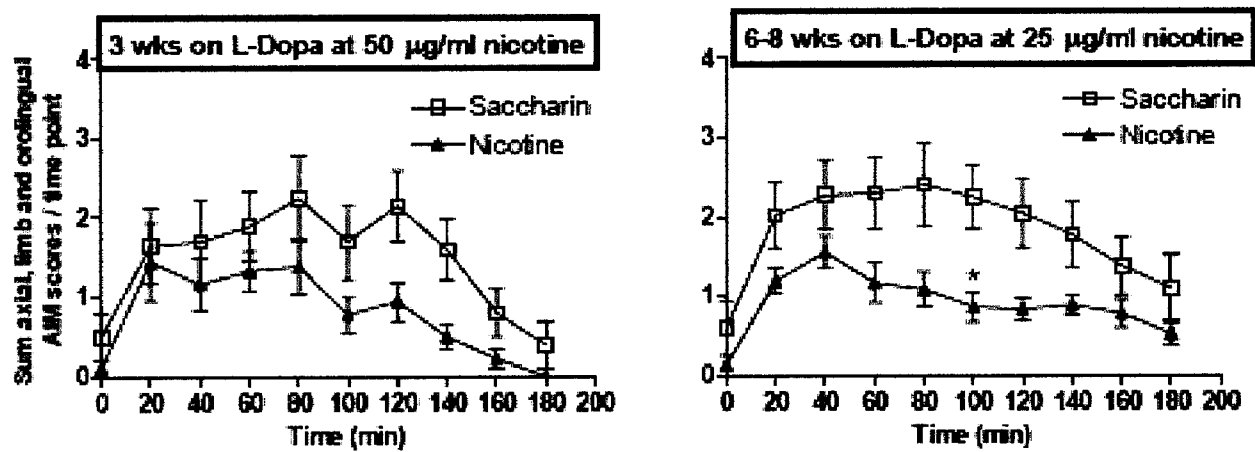 3 wks on L-Dopa at 50 µg/ml nicotine
Sum axial, limb and orolingual
AIM scores / time point
4
3
2
1
0
Saccharin
Nicotine
0 20 40 60 80 100 120 140 160 180 200
Time (min)
6-8 wks on L-Dopa at 25 µg/ml nicotine
4
3
2
1
0
Saccharin
Nicotine
*
0 20 40 60 80 100 120 140 160 180 200
Time (min)